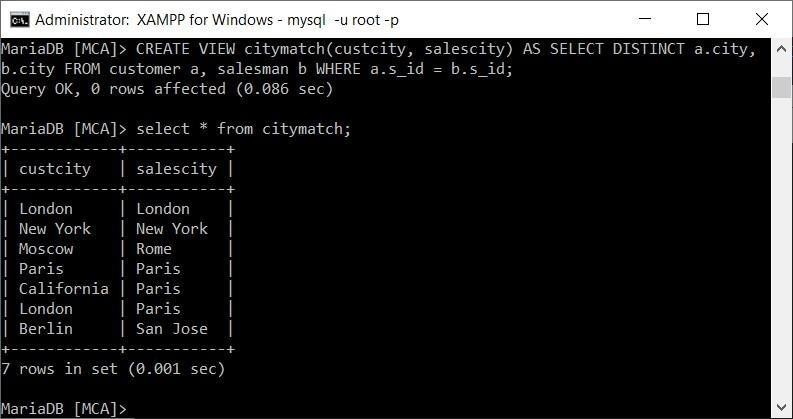 Administrator: XAMPP for Windows - mysql -u root -p
MariaDB [MCA]> CREATE VIEW citymatch(custcity, salescity) AS SELECT DISTINCT a.city,
b.city FROM customer a, salesman b WHERE a.s_id = b.s_id;
Query OK, 0 rows affected (0.086 sec)
MariaDB [MCA]> select * from citymatch;
+------------+-----------+
| custcity   | salescity |
+------------+-----------+
| London     | London    |
| New York   | New York  |
| Moscow     | Rome      |
| Paris      | Paris     |
| California | Paris     |
| London     | Paris     |
| Berlin     | San Jose  |
+------------+-----------+
7 rows in set (0.001 sec)
MariaDB [MCA]>